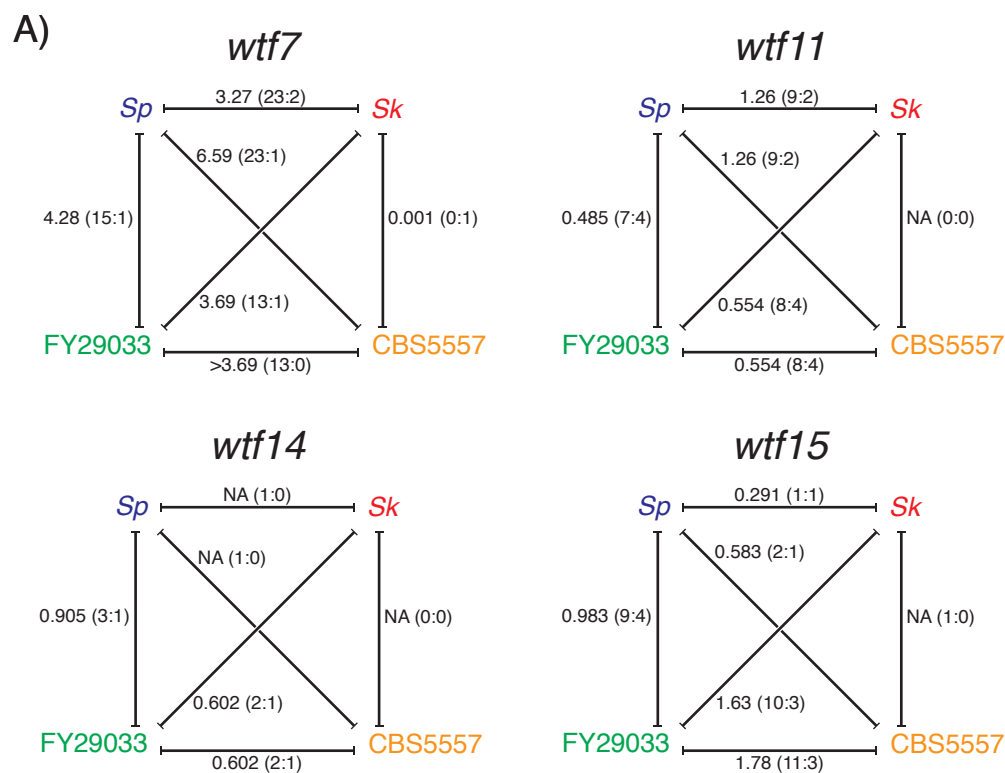 A)
wtf7
3.27 (23:2)
Sp
Sk
6.59 (23:1)
4.28 (15:1)
0.001 (0:1)
3.69 (13:1)
FY29033
CBS5557
>3.69 (13:0)
wtf11
1.26 (9:2)
Sp
Sk
1.26 (9:2)
0.485 (7:4)
NA (0:0)
0.554 (8:4)
FY29033
CBS5557
0.554 (8:4)
wtf14
NA (1:0)
Sp
Sk
NA (1:0)
0.905 (3:1)
NA (0:0)
0.602 (2:1)
FY29033
CBS5557
0.602 (2:1)
wtf15
0.291 (1:1)
Sp
Sk
0.583 (2:1)
0.983 (9:4)
NA (1:0)
1.63 (10:3)
FY29033
CBS5557
1.78 (11:3)